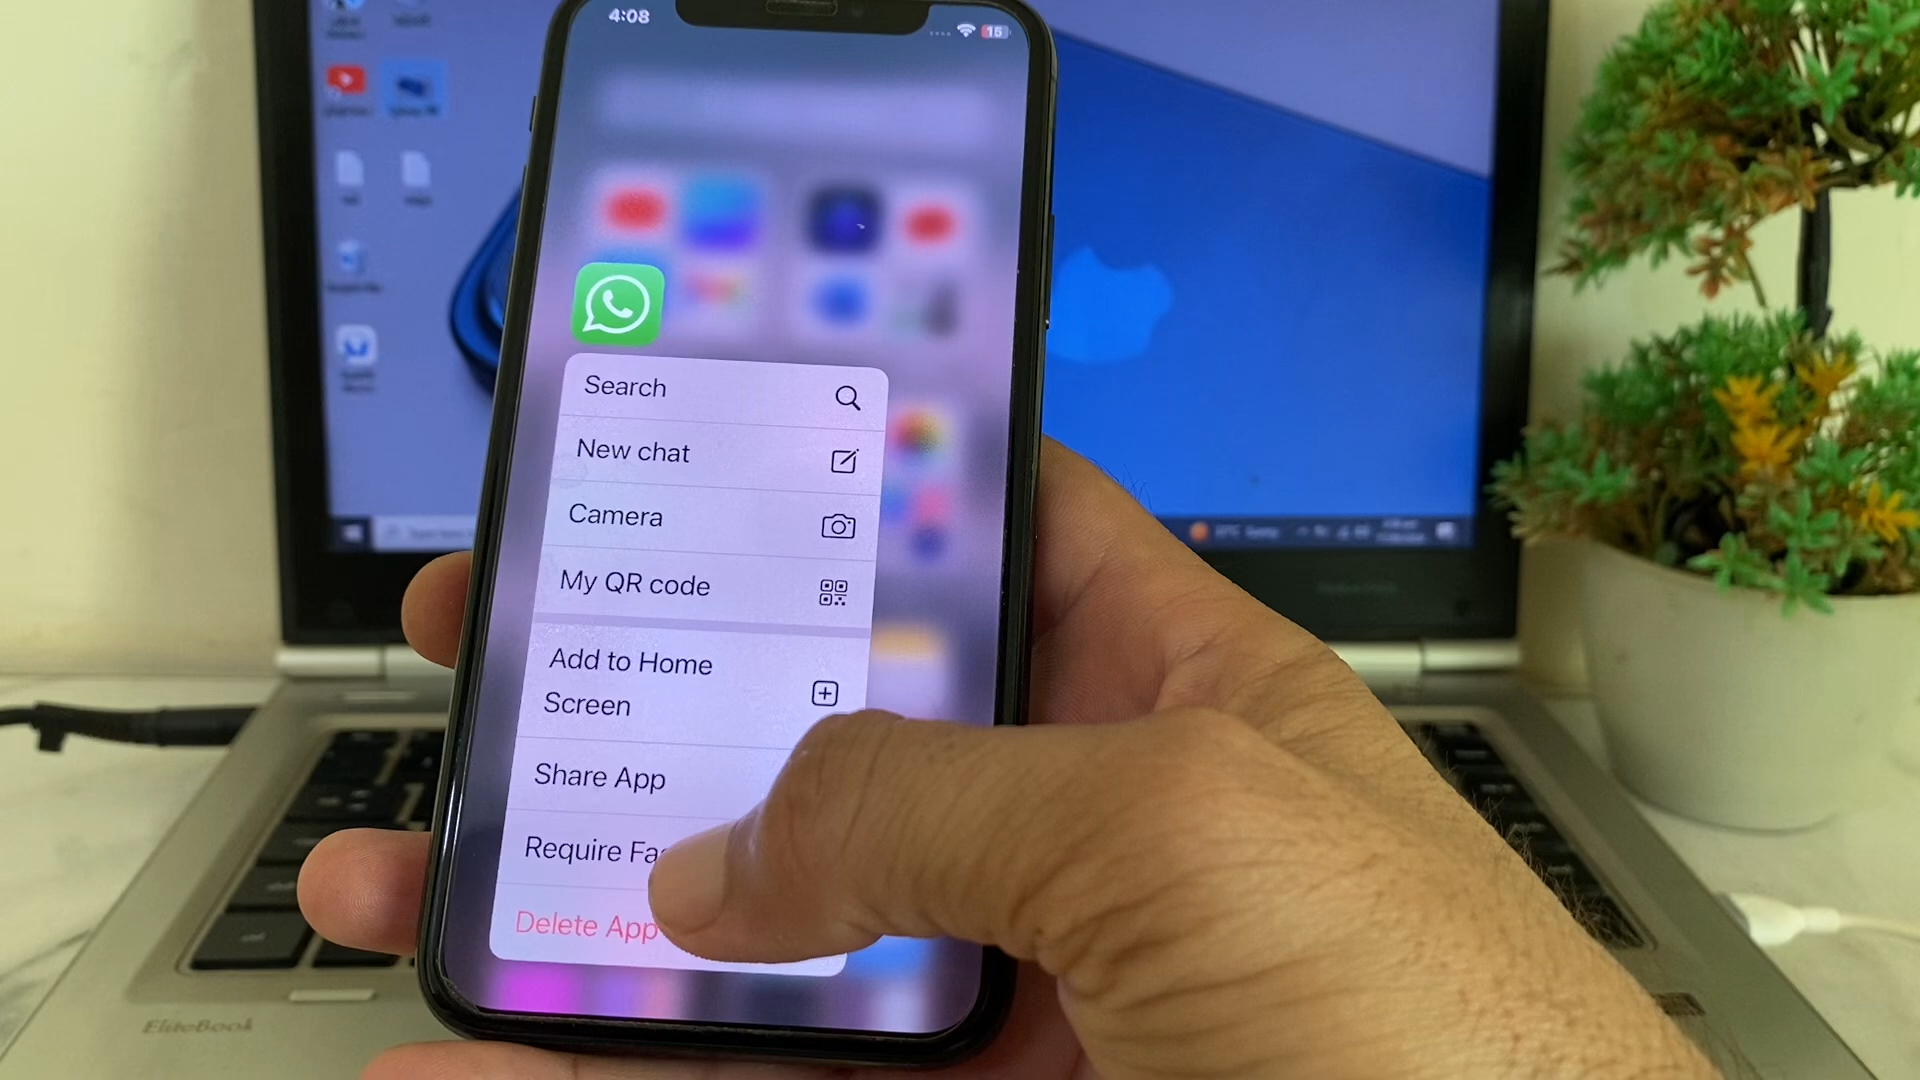 4:08
15
Search
New chat
Camera
My QR code
Add to Home
Screen
Share App
Require Fa
Delete App
EliteBook